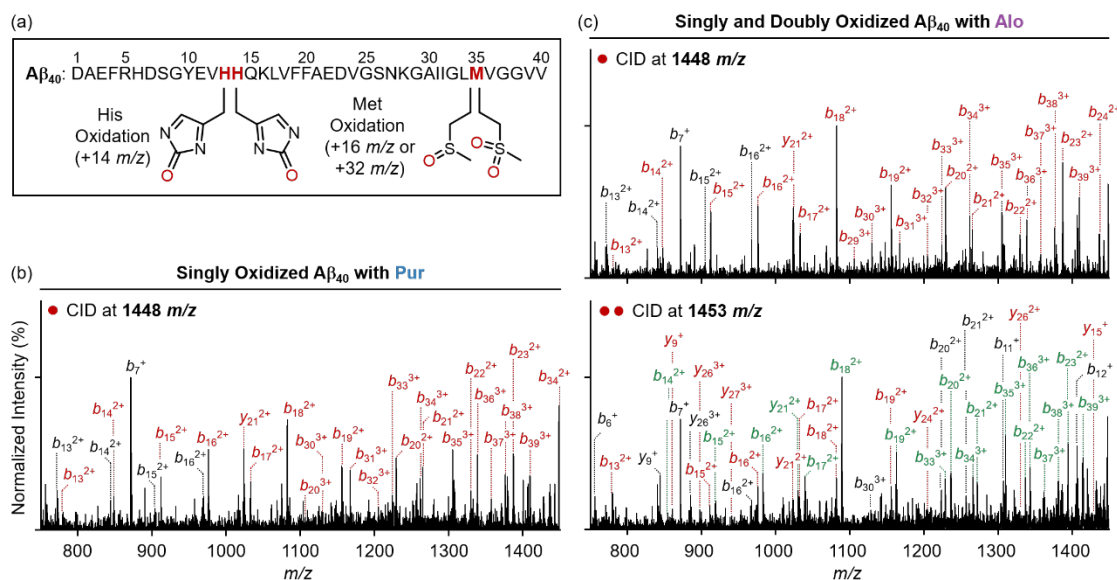 (a)
1 5 10 15 20 25 30 35 40
Aβ40: DAEFRHDSGYEVHHQKLVFFAEDVGSNKGAIIGLMVGGVV
His
Oxidation
(+14 m/z)
Met
Oxidation
(+16 m/z or
+32 m/z)
N
N
O
N
N
O
O
S
O
S
O
(b)
Singly Oxidized Aβ40 with Pur
CID at 1448 m/z
Normalized Intensity (%)
b13²⁺
b13²⁺
b14²⁺
b14²⁺
b7⁺
b15²⁺
b15²⁺
b16²⁺
b16²⁺
y21²⁺
b17²⁺
b18²⁺
b30³⁺
b20³⁺
b19²⁺
b31³⁺
b32³⁺
b33³⁺
b20²⁺
b34³⁺
b21²⁺
b35³⁺
b22²⁺
b36³⁺
b37³⁺
b38³⁺
b23²⁺
b39³⁺
b34²⁺
750 800 900 1000 1100 1200 1300 1400
m/z
(c)
Singly and Doubly Oxidized Aβ40 with Alo
CID at 1448 m/z
b13²⁺
b13²⁺
b14²⁺
b14²⁺
b7⁺
b15²⁺
b15²⁺
b16²⁺
b16²⁺
y21²⁺
b17²⁺
b18²⁺
b29³⁺
b30³⁺
b19²⁺
b31³⁺
b32³⁺
b33³⁺
b20²⁺
b34³⁺
b21²⁺
b35³⁺
b22²⁺
b36³⁺
b37³⁺
b38³⁺
b23²⁺
b39³⁺
b24²⁺
CID at 1453 m/z
b6⁺
b13²⁺
y9⁺
b14²⁺
y9⁺
b7⁺
y26³⁺
y26³⁺
b15²⁺
b15²⁺
y27³⁺
b16²⁺
b16²⁺
b16²⁺
y21²⁺
y21²⁺
b17²⁺
b17²⁺
b18²⁺
b18²⁺
b30³⁺
b19²⁺
b19²⁺
y24²⁺
b33³⁺
b20²⁺
b20²⁺
b21²⁺
b34³⁺
b21²⁺
b11⁺
b35³⁺
y26²⁺
b22²⁺
b36³⁺
b37³⁺
b38³⁺
b23²⁺
b12⁺
b39³⁺
y15⁺
750 800 900 1000 1100 1200 1300 1400
m/z